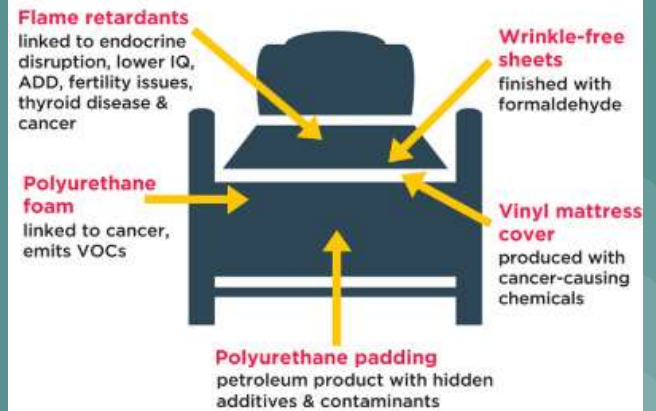 Flame retardants
linked to endocrine
disruption, lower IQ,
ADD, fertility issues,
thyroid disease &
cancer
Wrinkle-free
sheets
finished with
formaldehyde
Polyurethane
foam
linked to cancer,
emits VOCs
Vinyl mattress
cover
produced with
cancer-causing
chemicals
Polyurethane padding
petroleum product with hidden
additives & contaminants